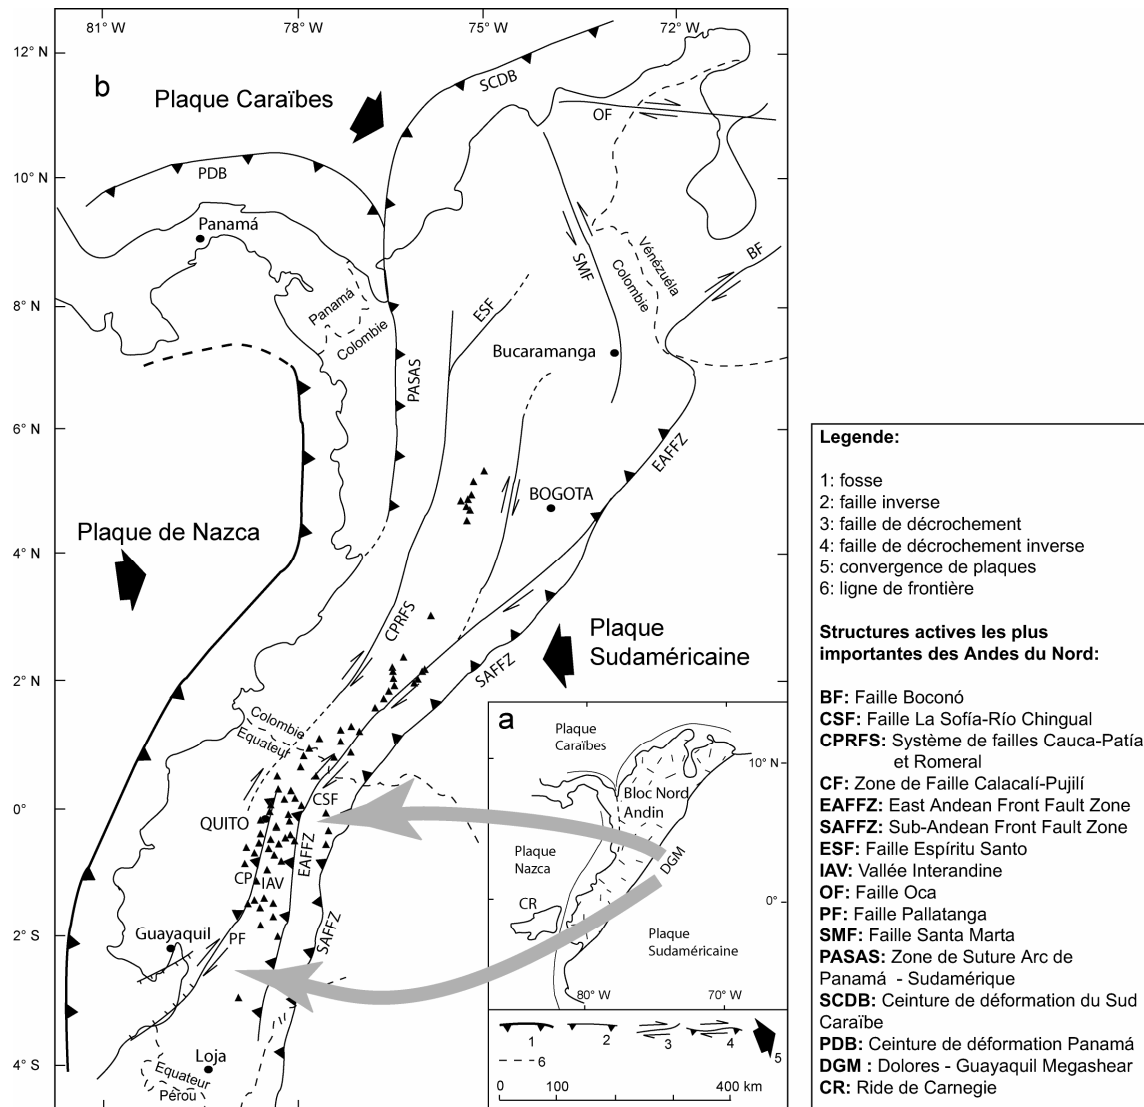 81° W
78° W
75° W
72° W
12° N
10° N
8° N
6° N
4° N
2° N
0°
2° S
4° S
b
Plaque Caraïbes
SCDB
OF
PDB
Panamá
SMF
Vénézuéla
Colombie
BF
Panamá
Colombie
ESF
Bucaramanga
PASAS
EAFFZ
BOGOTA
Plaque de Nazca
CPRFS
Plaque
Sudaméricaine
SAFFZ
Colombie
Equateur
CSF
QUITO
EAFFZ
CP
IAV
Guayaquil
PF
SAFFZ
Loja
Equateur
Pérou
a
Plaque
Caraïbes
10° N
Bloc Nord
Andin
Plaque
Nazca
DGM
CR
0°
Plaque
Sudaméricaine
80° W
70° W
1
2
3
4
5
6
0
100
400 km
Legende:
1: fosse
2: faille inverse
3: faille de décrochement
4: faille de décrochement inverse
5: convergence de plaques
6: ligne de frontière
Structures actives les plus
importantes des Andes du Nord:
BF: Faille Boconó
CSF: Faille La Sofía-Río Chingual
CPRFS: Système de failles Cauca-Patía
et Romeral
CF: Zone de Faille Calacalí-Pujilí
EAFFZ: East Andean Front Fault Zone
SAFFZ: Sub-Andean Front Fault Zone
ESF: Faille Espíritu Santo
IAV: Vallée Interandine
OF: Faille Oca
PF: Faille Pallatanga
SMF: Faille Santa Marta
PASAS: Zone de Suture Arc de
Panamá - Sudamérique
SCDB: Ceinture de déformation du Sud
Caraïbe
PDB: Ceinture de déformation Panamá
DGM : Dolores - Guayaquil Megashear
CR: Ride de Carnegie